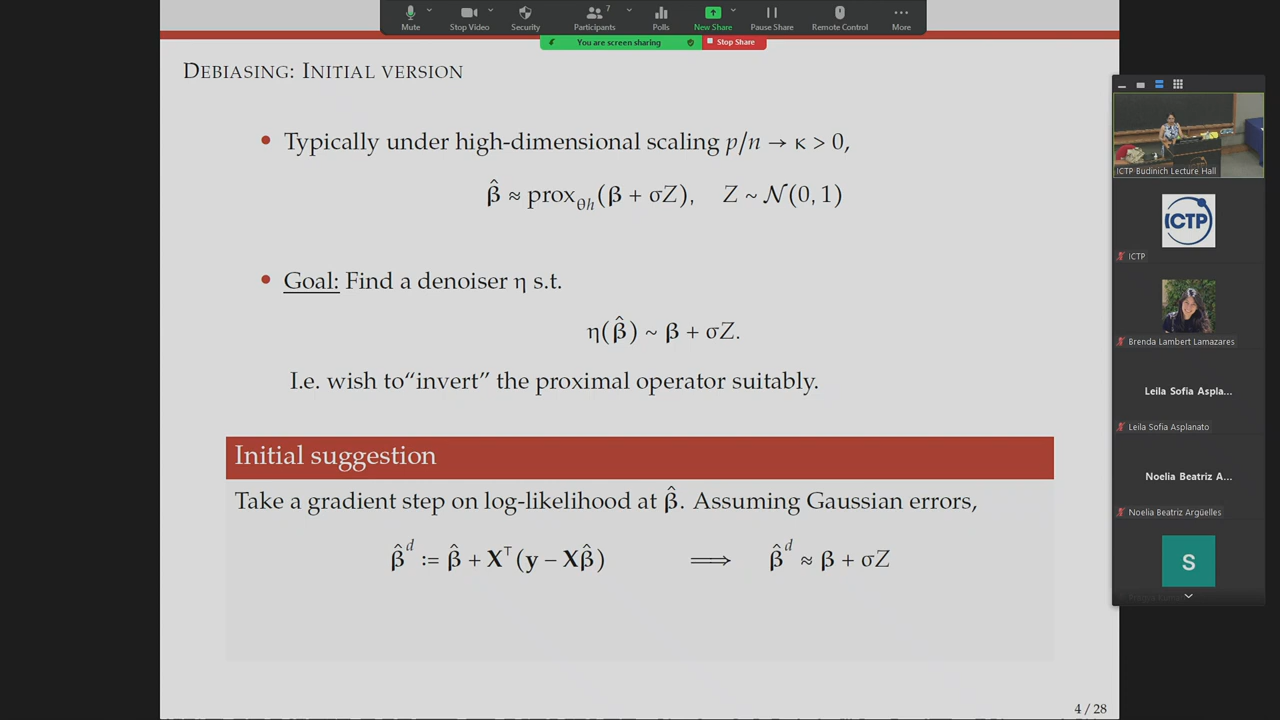 Mute
Stop Video
Security
7
Participants
Polls
New Share
Pause Share
Remote Control
More
You are screen sharing
Stop Share
DEBIASING: INITIAL VERSION
• Typically under high-dimensional scaling p/n → κ > 0,
β̂ ≈ prox_θh(β + σZ), Z ~ N(0, 1)
• Goal: Find a denoiser η s.t.
η(β̂) ~ β + σZ.
I.e. wish to“invert” the proximal operator suitably.
Initial suggestion
Take a gradient step on log-likelihood at β̂. Assuming Gaussian errors,
β̂ᵈ := β̂ + Xᵀ(y − Xβ̂) ⟹ β̂ᵈ ≈ β + σZ
4 / 28
ICTP Budinich Lecture Hall
ICTP
ICTP
Brenda Lambert Lamazares
Leila Sofia Aspla...
Leila Sofia Asplanato
Noelia Beatriz A...
Noelia Beatriz Argüelles
S